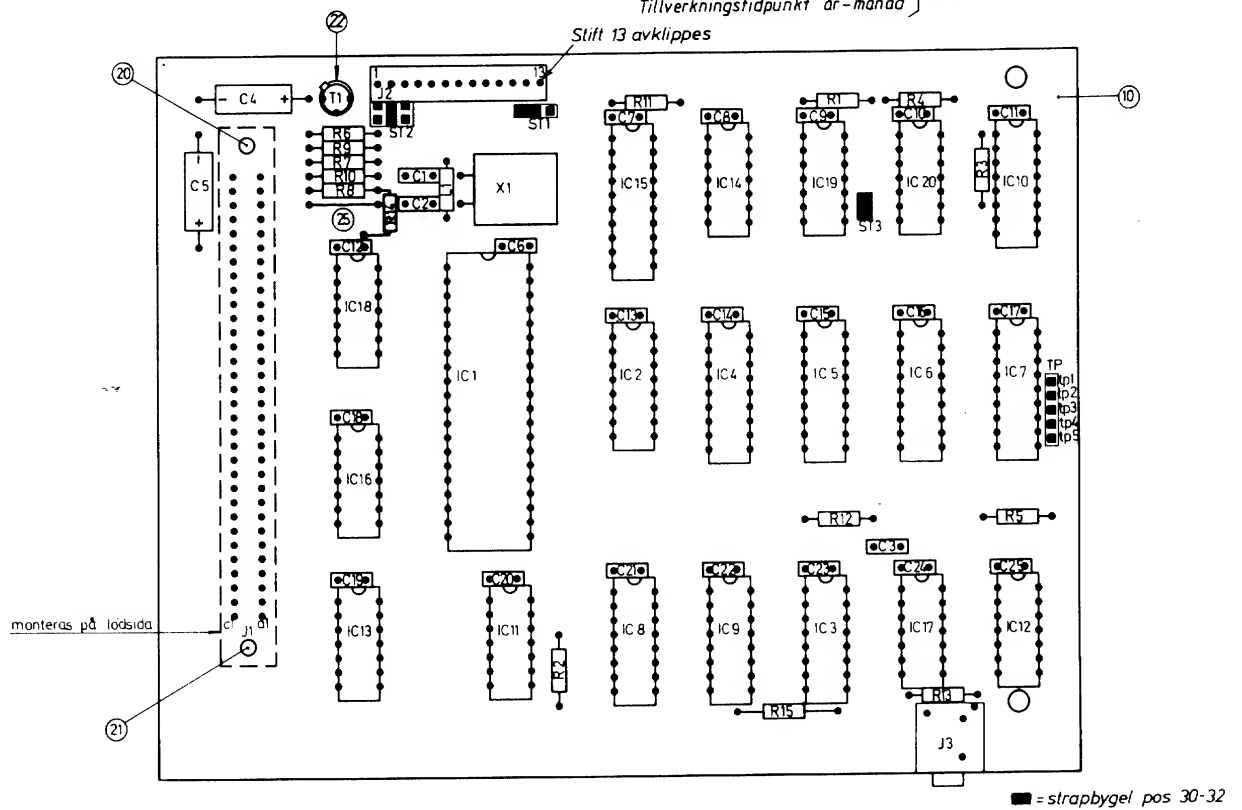 Tillverkningstidpunkt år-månad
Stift 13 avklippes
22
20
10
1
13
C4
T1
J2
ST2
ST1
R11
R1
R4
C7
C8
C9
C10
C11
R6
R9
R7
R10
R8
C5
C1
C2
L1
X1
R14
25
IC15
IC14
IC19
IC20
R3
IC10
ST3
C12
C6
IC18
IC1
C13
C14
C15
C16
C17
IC2
IC4
IC5
IC6
IC7
TP
tp1
tp2
tp3
tp4
tp5
C18
IC16
R12
R5
C3
C19
C20
C21
C22
C23
C24
C25
monteras på lödsida
c1
a1
J1
IC13
IC11
R2
IC8
IC9
IC3
IC17
IC12
21
R15
R13
J3
= strapbygel pos 30-32